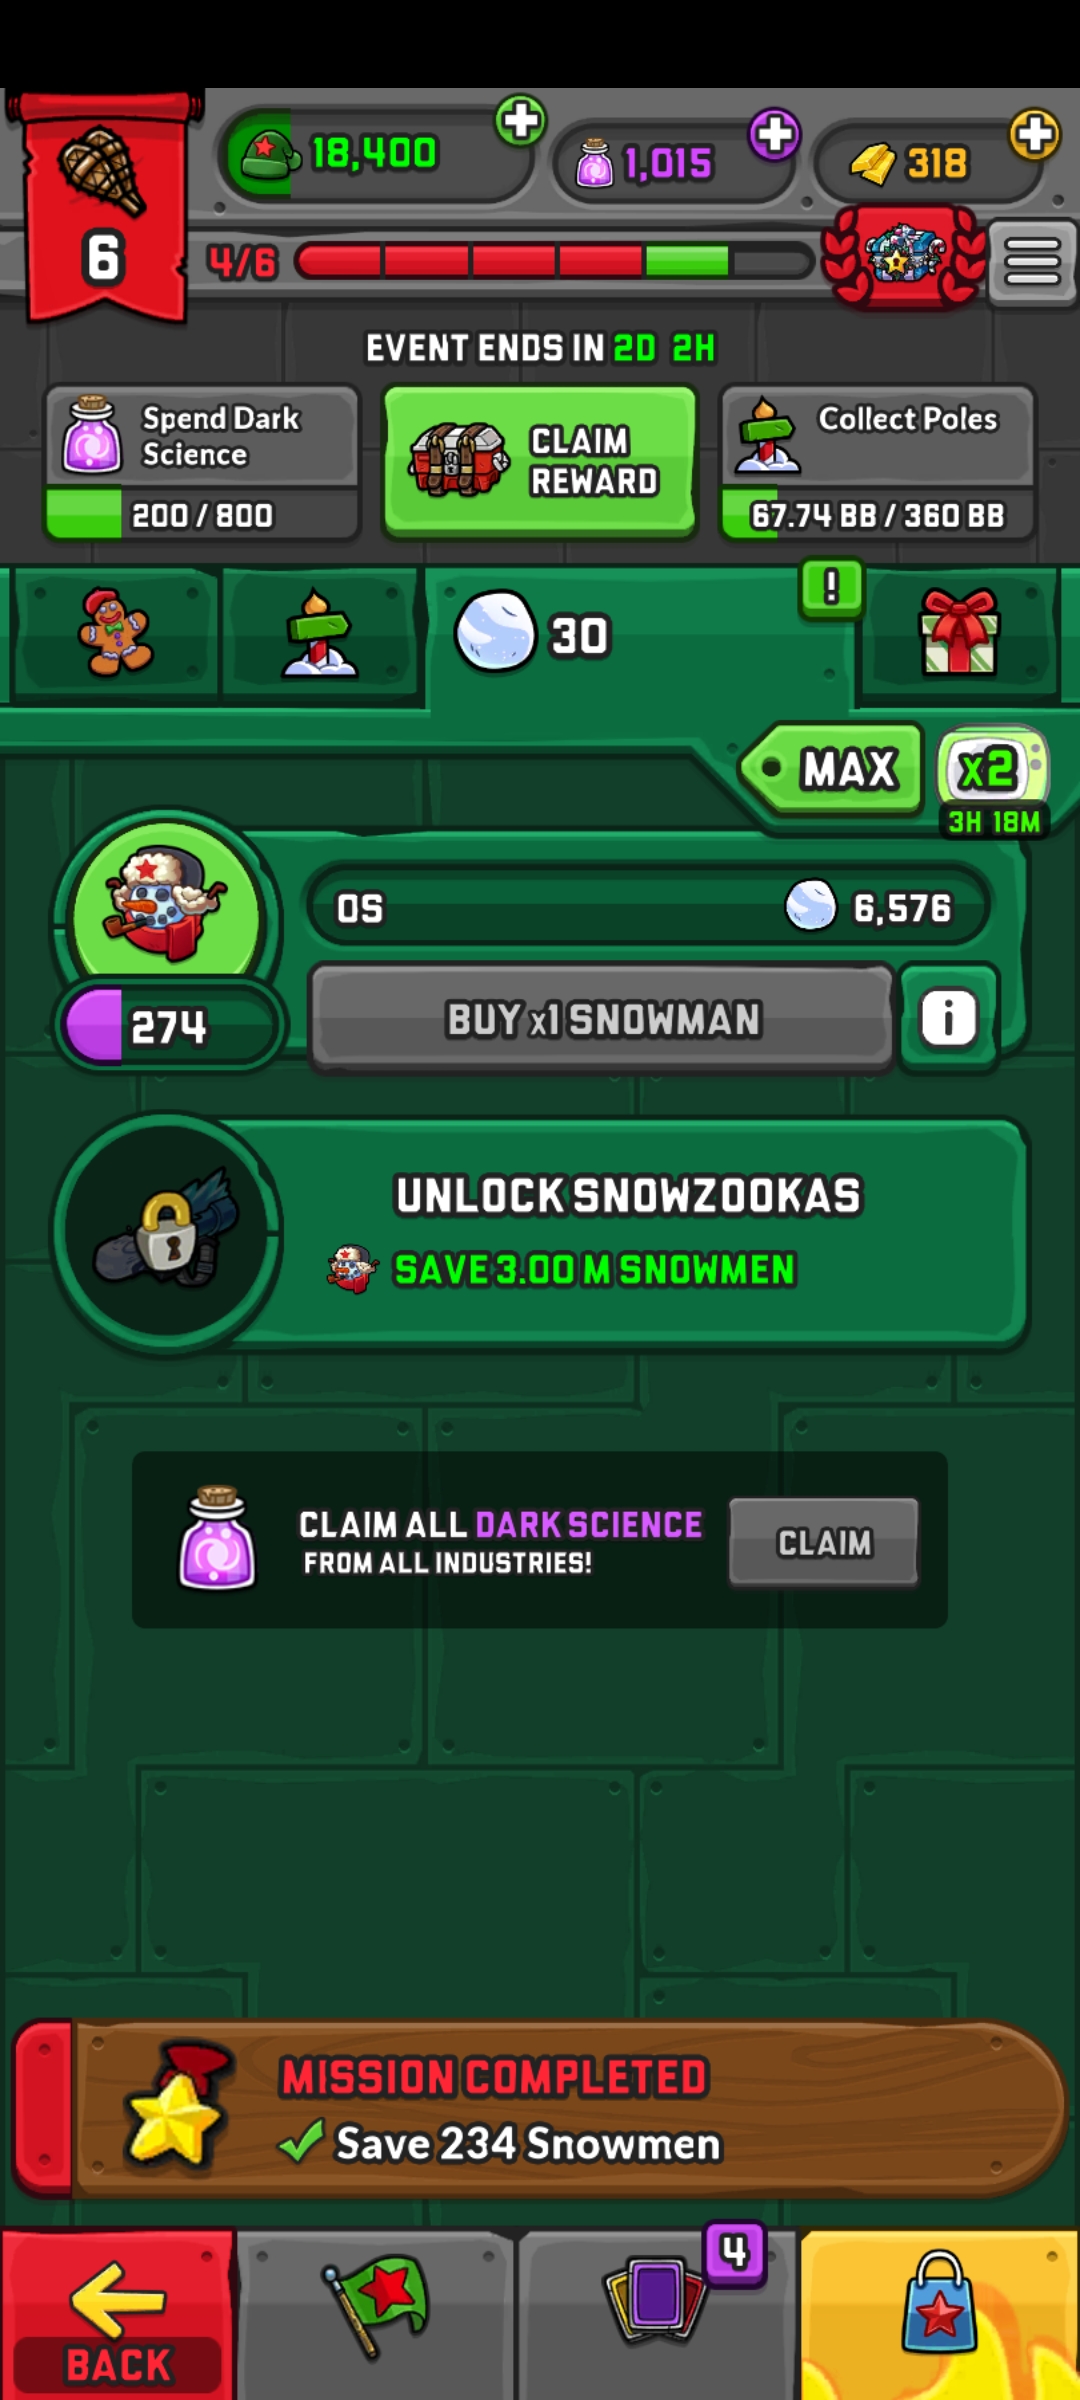 18,400
1,015
318
6
4/6
EVENT ENDS IN 2D 2H
Spend Dark
Science
200 / 800
CLAIM
REWARD
Collect Poles
67.74 BB / 360 BB
30
!
MAX
x2
3H 18M
0S
6,576
274
BUY x1 SNOWMAN
i
UNLOCK SNOWZOOKAS
SAVE 3.00 M SNOWMEN
CLAIM ALL DARK SCIENCE
FROM ALL INDUSTRIES!
CLAIM
MISSION COMPLETED
Save 234 Snowmen
4
BACK